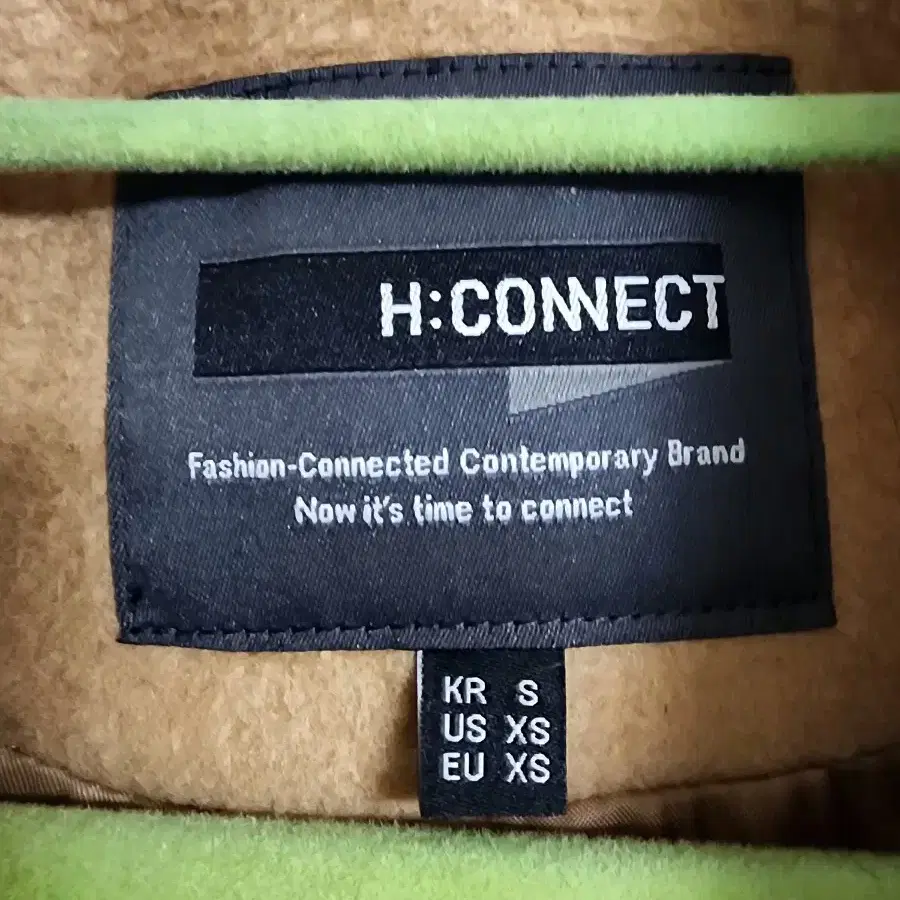 H:CONNECT
Fashion-Connected Contemporary Brand
Now it's time to connect
KR S
US XS
EU XS